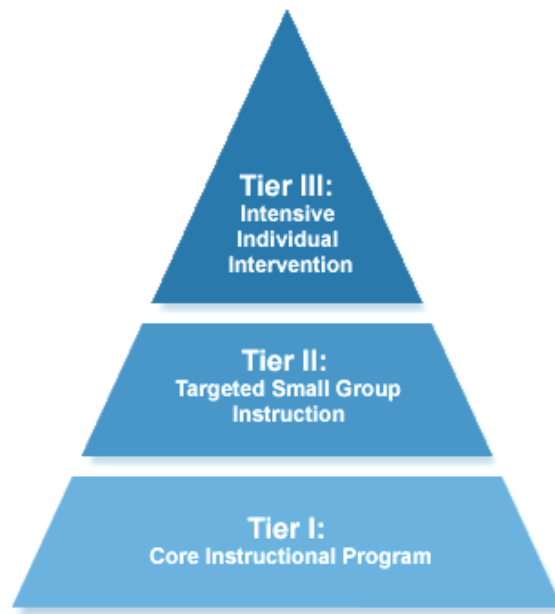 Tier III:
Intensive
Individual
Intervention
Tier II:
Targeted Small Group
Instruction
Tier I:
Core Instructional Program